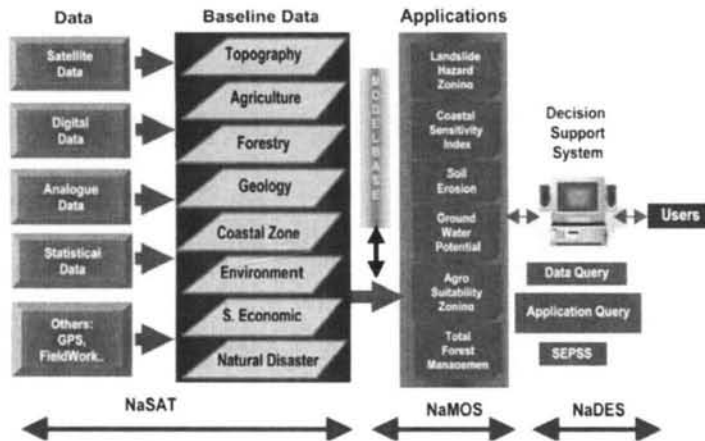 Data
Baseline Data
Applications
Satellite
Data
Digital
Data
Analogue
Data
Statistical
Data
Others:
GPS,
FieldWork..
Topography
Agriculture
Forestry
Geology
Coastal Zone
Environment
S. Economic
Natural Disaster
MODELBASE
Landslide
Hazard
Zoning
Coastal
Sensitivity
Index
Soil
Erosion
Ground
Water
Potential
Agro
Suitability
Zoning
Total
Forest
Managemen
Decision
Support
System
Users
Data Query
Application Query
SEPSS
NaSAT
NaMOS
NaDES